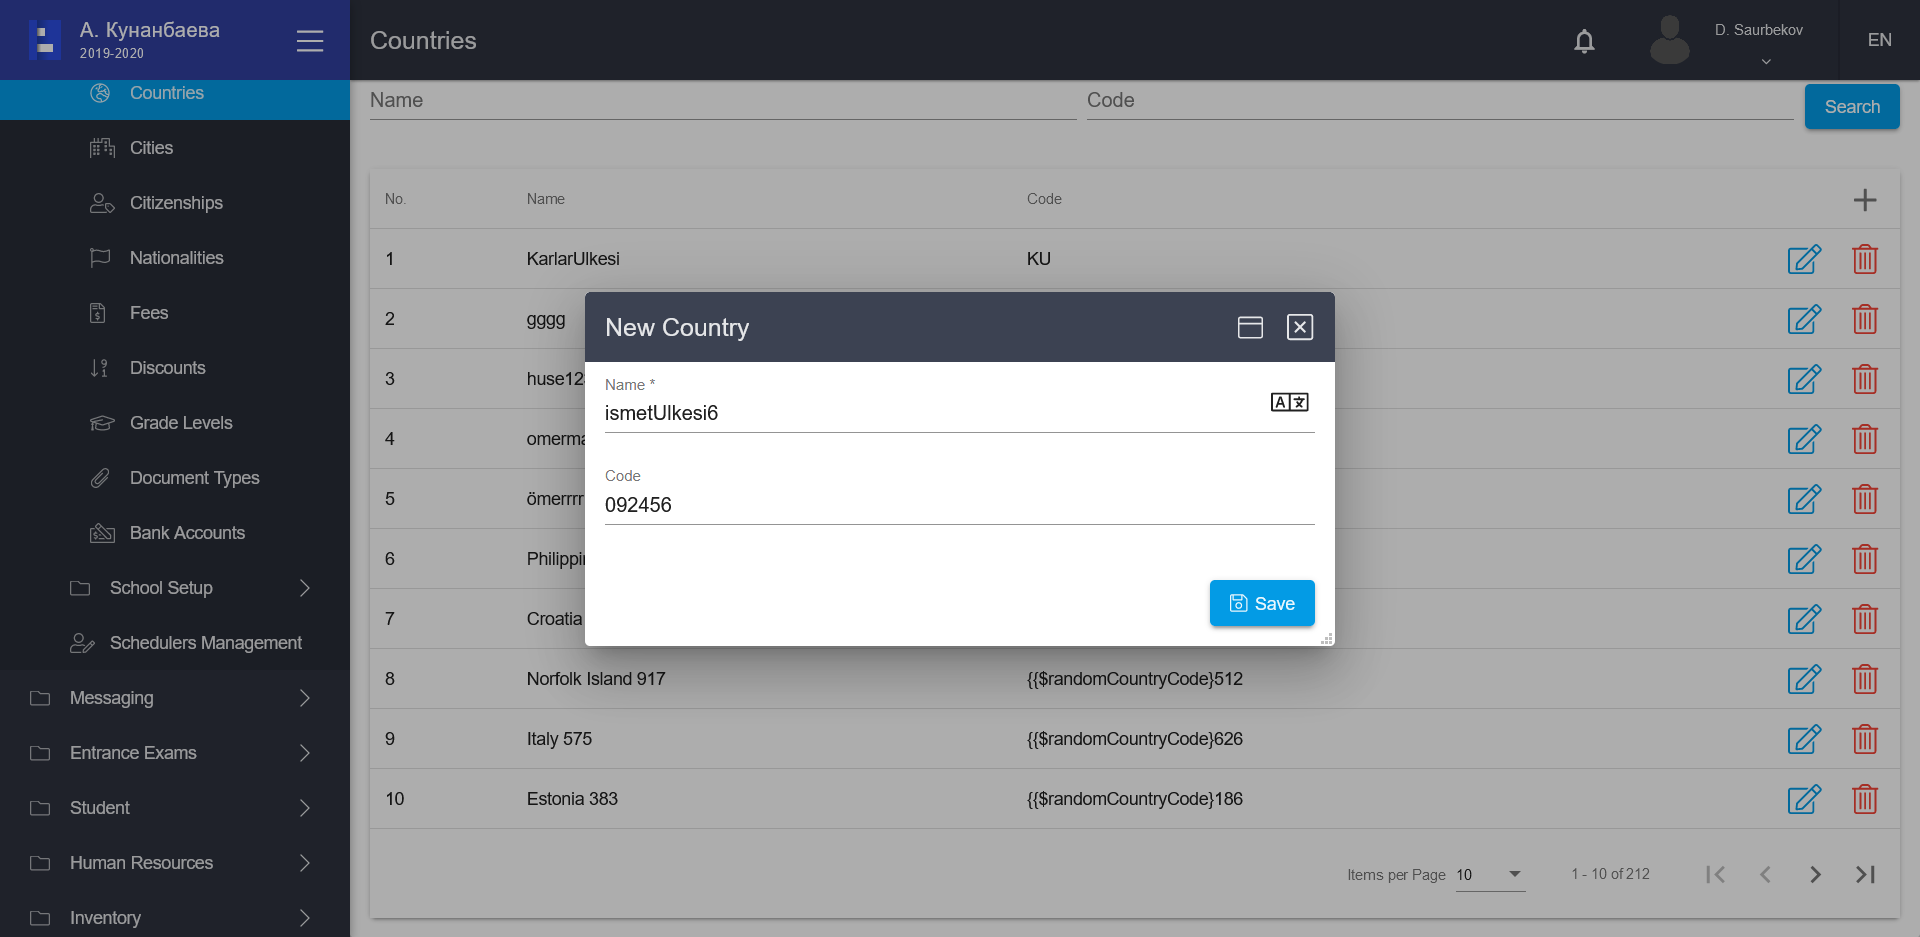 А. Кунанбаева
2019-2020
Countries
D. Saurbekov
EN
Countries
Cities
Citizenships
Nationalities
Fees
Discounts
Grade Levels
Document Types
Bank Accounts
School Setup
Schedulers Management
Messaging
Entrance Exams
Student
Human Resources
Inventory
Name
Code
Search
No. Name Code
1 KarlarUlkesi KU
2 gggg
3 huse12
4 omerma
5 ömerrrr
6 Philippin
7 Croatia
8 Norfolk Island 917 {{$randomCountryCode}512
9 Italy 575 {{$randomCountryCode}626
10 Estonia 383 {{$randomCountryCode}186
Items per Page 10 1 - 10 of 212
New Country
Name *
ismetUlkesi6
Code
092456
Save